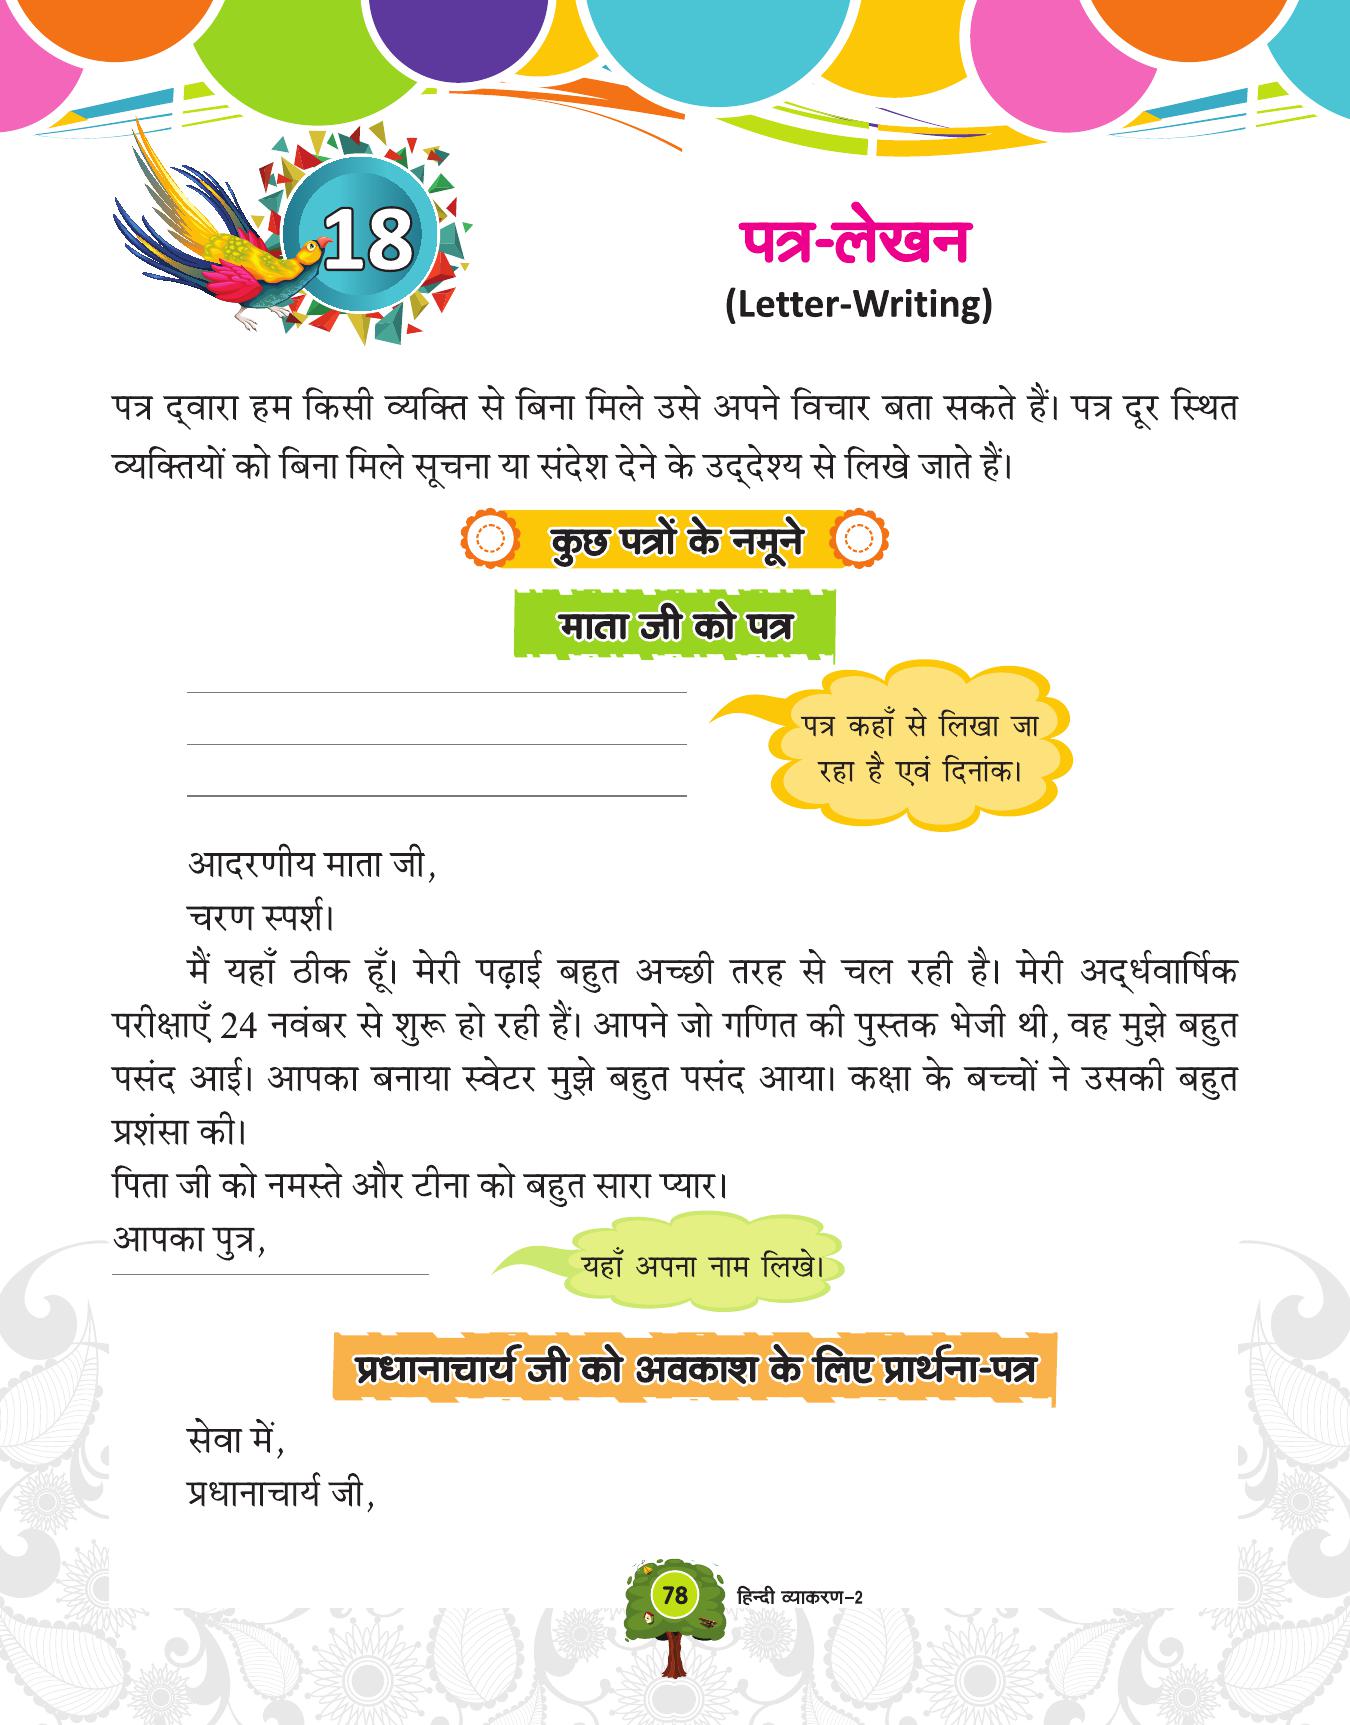 18
पत्र-लेखन
(Letter-Writing)
पत्र द्‌वारा हम किसी व्यक्ति से बिना मिले उसे अपने विचार बता सकते हैं। पत्र दूर स्थित
व्यक्तियों को बिना मिले सूचना या संदेश देने के उद्‌देश्य से लिखे जाते हैं।
कुछ पत्रों के नमूने
माता जी को पत्र
पत्र कहाँ से लिखा जा
रहा है एवं दिनांक।
आदरणीय माता जी,
चरण स्पर्श।
मैं यहाँ ठीक हूँ। मेरी पढ़ाई बहुत अच्छी तरह से चल रही है। मेरी अद्‌र्धवार्षिक
परीक्षाएँ 24 नवंबर से शुरू हो रही हैं। आपने जो गणित की पुस्तक भेजी थी, वह मुझे बहुत
पसंद आई। आपका बनाया स्वेटर मुझे बहुत पसंद आया। कक्षा के बच्चों ने उसकी बहुत
प्रशंसा की।
पिता जी को नमस्ते और टीना को बहुत सारा प्यार।
आपका पुत्र,
यहाँ अपना नाम लिखे।
प्रधानाचार्य जी को अवकाश के लिए प्रार्थना-पत्र
सेवा में,
प्रधानाचार्य जी,
78 हिन्दी व्याकरण–2